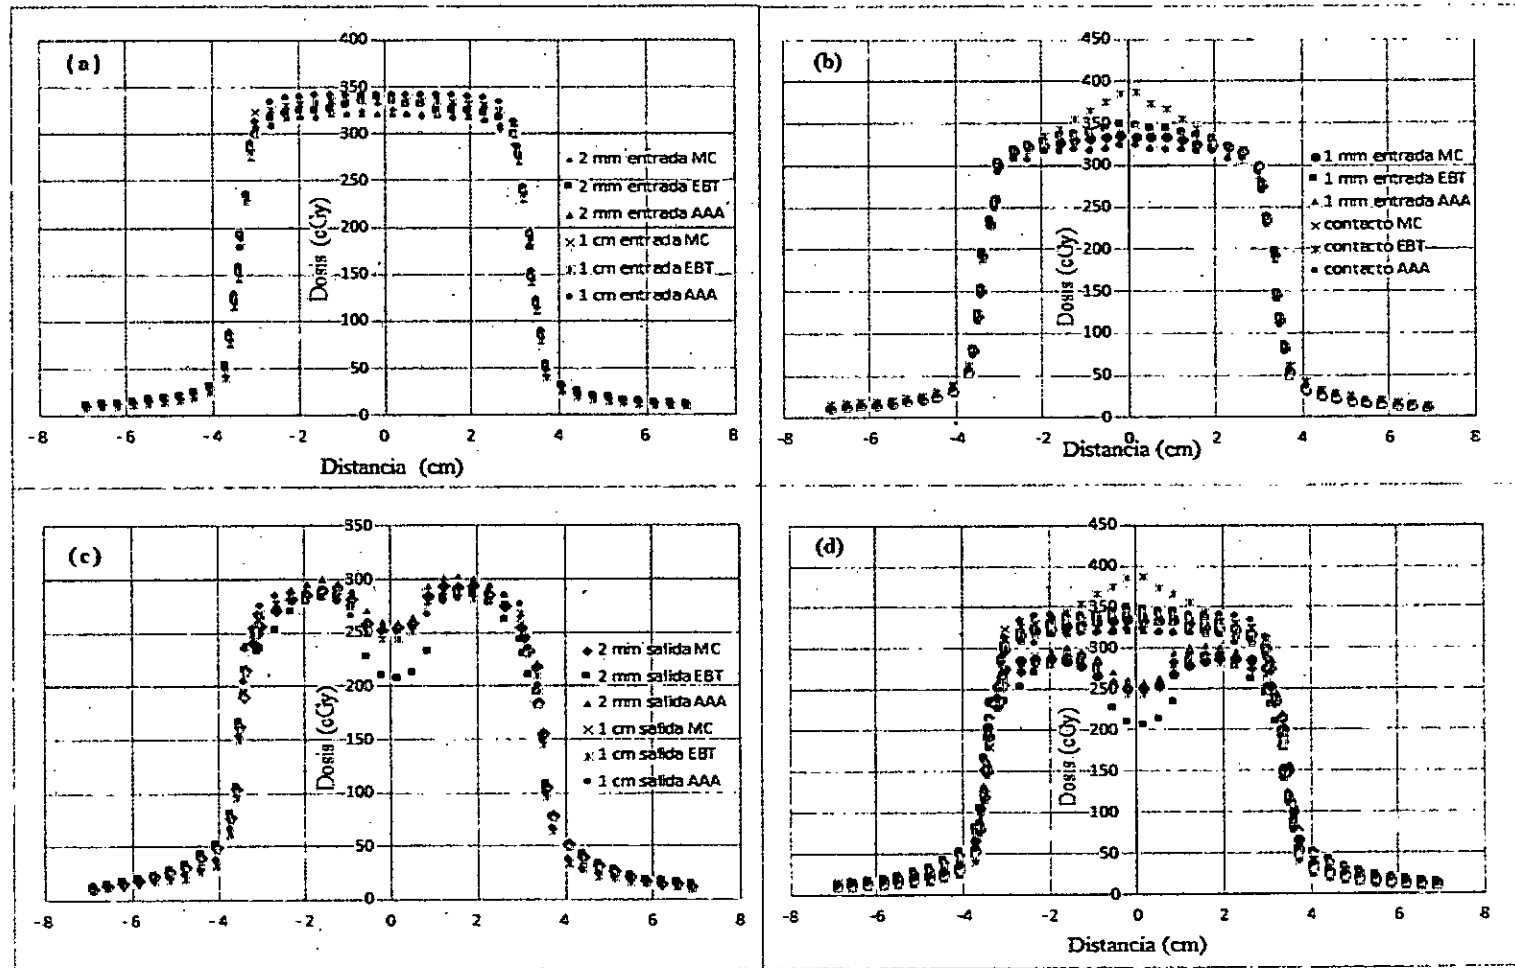 (a)
400
350
300
250
200
150
100
50
0
Dosis (cGy)
2 mm entrada MC
2 mm entrada EBT
2 mm entrada AAA
1 cm entrada MC
1 cm entrada EBT
1 cm entrada AAA
-8 -6 -4 -2 0 2 4 6 8
Distancia (cm)
(b)
450
400
350
300
250
200
150
100
50
0
Dosis (cGy)
1 mm entrada MC
1 mm entrada EBT
1 mm entrada AAA
contacto MC
contacto EBT
contacto AAA
-8 -6 -4 -2 0 2 4 6 8
Distancia (cm)
(c)
350
300
250
200
150
100
50
0
Dosis (cGy)
2 mm salida MC
2 mm salida EBT
2 mm salida AAA
1 cm salida MC
1 cm salida EBT
1 cm salida AAA
-8 -6 -4 -2 0 2 4 6 8
(d)
450
400
350
300
250
200
150
100
50
0
Dosis (cGy)
-8 -6 -4 -2 0 2 4 6 8
Distancia (cm)